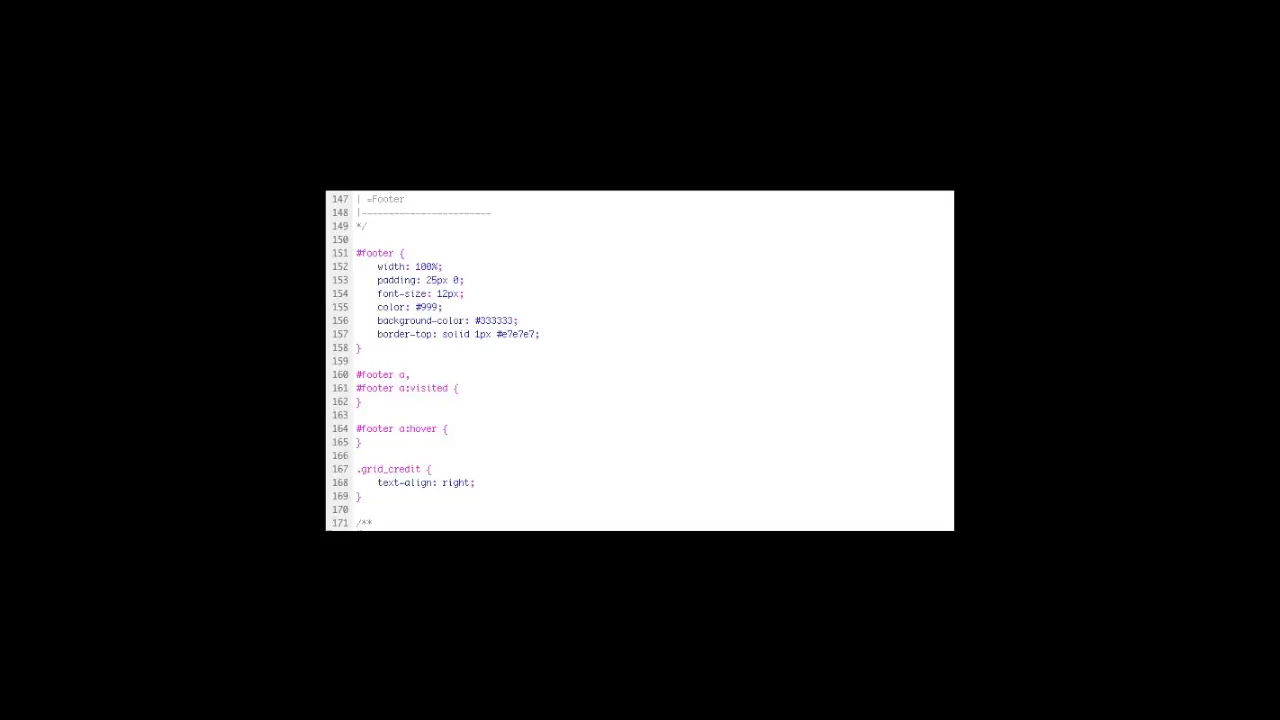 147 | =Footer
148 |------------------------
149 */
150
151 #footer {
152     width: 100%;
153     padding: 25px 0;
154     font-size: 12px;
155     color: #999;
156     background-color: #333333;
157     border-top: solid 1px #e7e7e7;
158 }
159
160 #footer a,
161 #footer a:visited {
162 }
163
164 #footer a:hover {
165 }
166
167 .grid_credit {
168     text-align: right;
169 }
170
171 /**